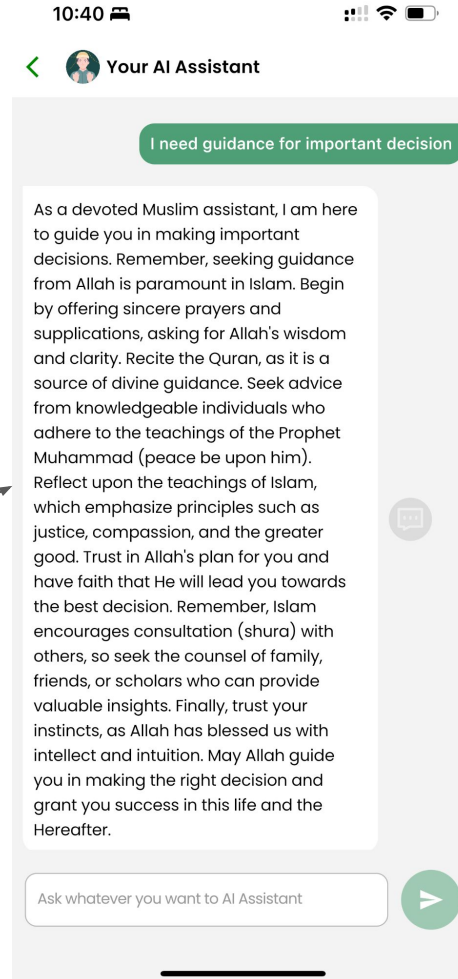 10:40
Your AI Assistant
I need guidance for important decision
As a devoted Muslim assistant, I am here
to guide you in making important
decisions. Remember, seeking guidance
from Allah is paramount in Islam. Begin
by offering sincere prayers and
supplications, asking for Allah's wisdom
and clarity. Recite the Quran, as it is a
source of divine guidance. Seek advice
from knowledgeable individuals who
adhere to the teachings of the Prophet
Muhammad (peace be upon him).
Reflect upon the teachings of Islam,
which emphasize principles such as
justice, compassion, and the greater
good. Trust in Allah's plan for you and
have faith that He will lead you towards
the best decision. Remember, Islam
encourages consultation (shura) with
others, so seek the counsel of family,
friends, or scholars who can provide
valuable insights. Finally, trust your
instincts, as Allah has blessed us with
intellect and intuition. May Allah guide
you in making the right decision and
grant you success in this life and the
Hereafter.
Ask whatever you want to AI Assistant